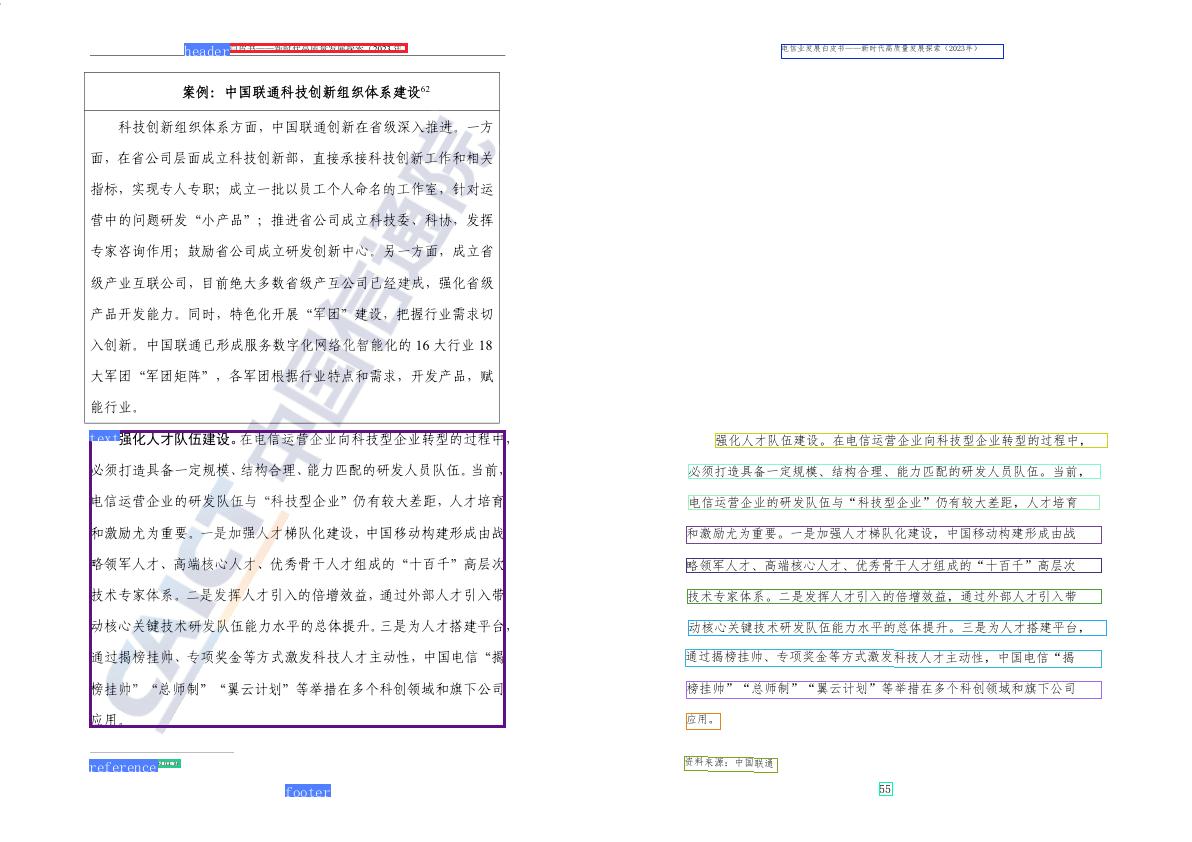 header
案例：中国联通科技创新组织体系建设62
科技创新组织体系方面，中国联通创新在省级深入推进。一方
面，在省公司层面成立科技创新部，直接承接科技创新工作和相关
指标，实现专人专职；成立一批以员工个人命名的工作室，针对运
营中的问题研发“小产品”；推进省公司成立科技委、科协，发挥
专家咨询作用；鼓励省公司成立研发创新中心。另一方面，成立省
级产业互联公司，目前绝大多数省级产互公司已经建成，强化省级
产品开发能力。同时，特色化开展“军团”建设，把握行业需求切
入创新。中国联通已形成服务数字化网络化智能化的 16 大行业 18
大军团“军团矩阵”，各军团根据行业特点和需求，开发产品，赋
能行业。
text强化人才队伍建设。在电信运营企业向科技型企业转型的过程中，
必须打造具备一定规模、结构合理、能力匹配的研发人员队伍。当前，
电信运营企业的研发队伍与“科技型企业”仍有较大差距，人才培育
和激励尤为重要。一是加强人才梯队化建设，中国移动构建形成由战
略领军人才、高端核心人才、优秀骨干人才组成的“十百千”高层次
技术专家体系。二是发挥人才引入的倍增效益，通过外部人才引入带
动核心关键技术研发队伍能力水平的总体提升。三是为人才搭建平台，
通过揭榜挂帅、专项奖金等方式激发科技人才主动性，中国电信“揭
榜挂帅”“总师制”“翼云计划”等举措在多个科创领域和旗下公司
应用。
reference
footer
CAICT 中国信通院
电信业发展白皮书——新时代高质量发展探索（2023年）
强化人才队伍建设。在电信运营企业向科技型企业转型的过程中，
必须打造具备一定规模、结构合理、能力匹配的研发人员队伍。当前，
电信运营企业的研发队伍与“科技型企业”仍有较大差距，人才培育
和激励尤为重要。一是加强人才梯队化建设，中国移动构建形成由战
略领军人才、高端核心人才、优秀骨干人才组成的“十百千”高层次
技术专家体系。二是发挥人才引入的倍增效益，通过外部人才引入带
动核心关键技术研发队伍能力水平的总体提升。三是为人才搭建平台，
通过揭榜挂帅、专项奖金等方式激发科技人才主动性，中国电信“揭
榜挂帅”“总师制”“翼云计划”等举措在多个科创领域和旗下公司
应用。
资料来源：中国联通
55